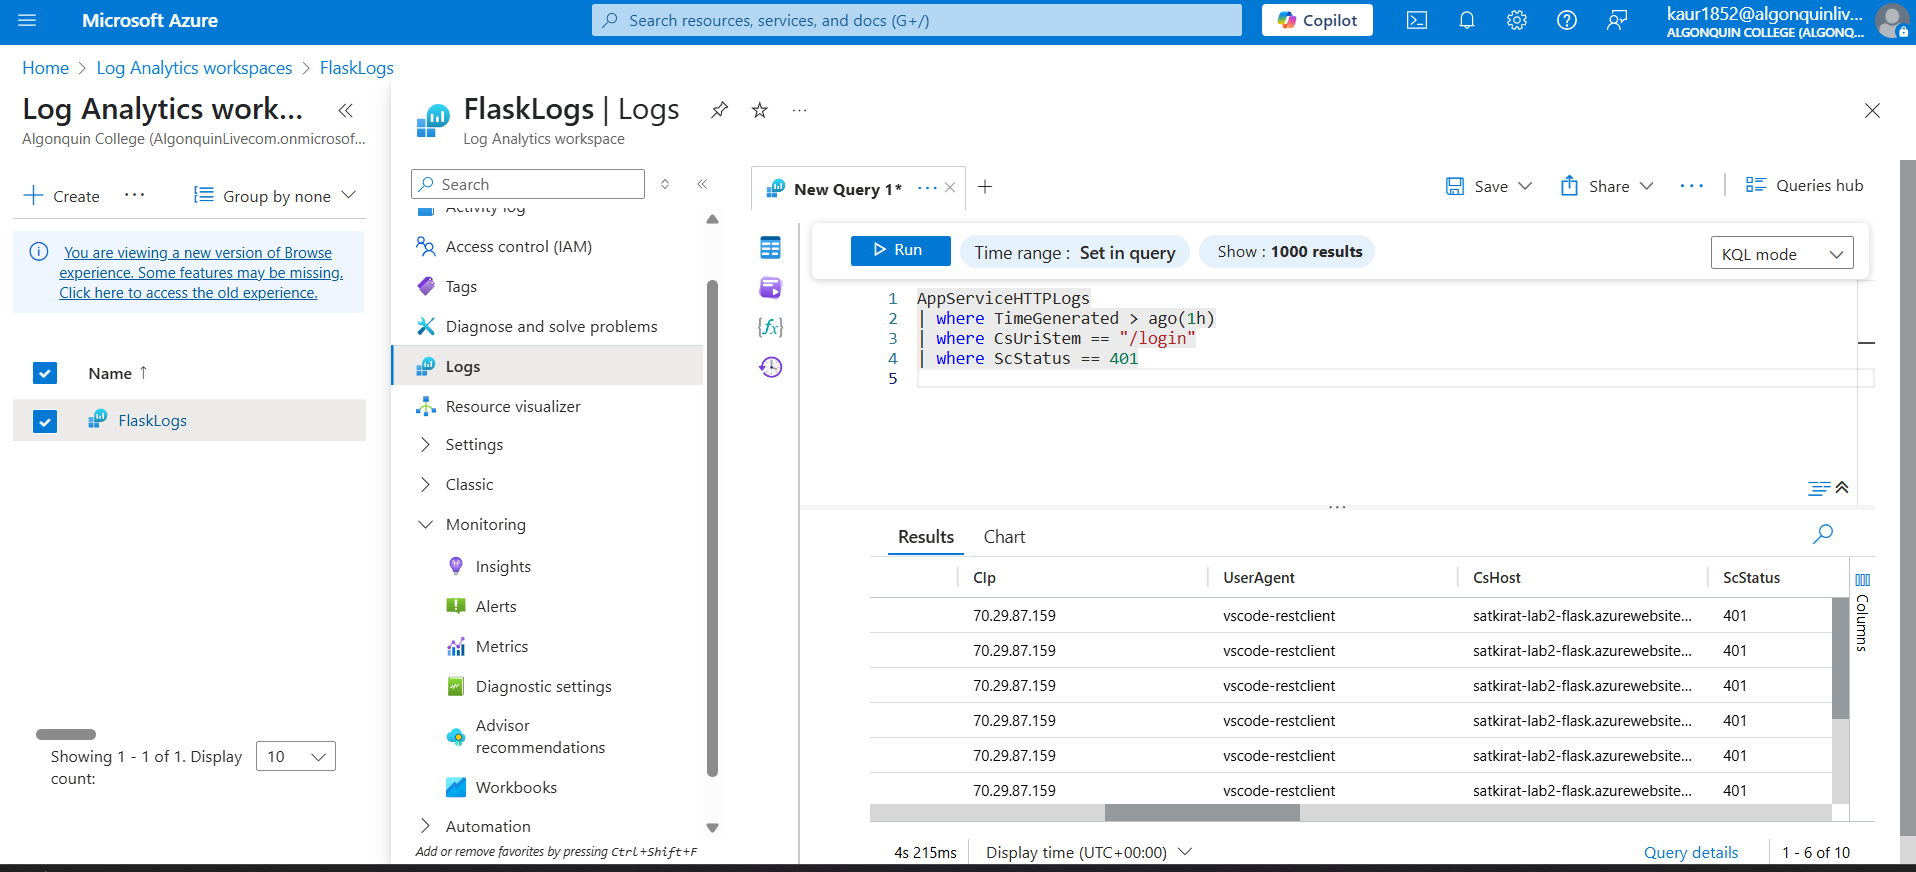 Microsoft Azure
Search resources, services, and docs (G+/)
Copilot
kaur1852@algonquinliv...
ALGONQUIN COLLEGE (ALGONQ...
Home > Log Analytics workspaces > FlaskLogs
Log Analytics work...
Algonquin College (AlgonquinLivecom.onmicrosof...
Create
Group by none
You are viewing a new version of Browse
experience. Some features may be missing.
Click here to access the old experience.
Name ↑
FlaskLogs
Showing 1 - 1 of 1. Display
count:
10
FlaskLogs | Logs
Log Analytics workspace
Search
Activity log
Access control (IAM)
Tags
Diagnose and solve problems
Logs
Resource visualizer
Settings
Classic
Monitoring
Insights
Alerts
Metrics
Diagnostic settings
Advisor
recommendations
Workbooks
Automation
Add or remove favorites by pressing Ctrl+Shift+F
New Query 1*
Save
Share
Queries hub
Run
Time range : Set in query
Show : 1000 results
KQL mode
1 AppServiceHTTPLogs
2 | where TimeGenerated > ago(1h)
3 | where CsUriStem == "/login"
4 | where ScStatus == 401
5
Results
Chart
CIp UserAgent CsHost ScStatus
70.29.87.159 vscode-restclient satkirat-lab2-flask.azurewebsite... 401
70.29.87.159 vscode-restclient satkirat-lab2-flask.azurewebsite... 401
70.29.87.159 vscode-restclient satkirat-lab2-flask.azurewebsite... 401
70.29.87.159 vscode-restclient satkirat-lab2-flask.azurewebsite... 401
70.29.87.159 vscode-restclient satkirat-lab2-flask.azurewebsite... 401
70.29.87.159 vscode-restclient satkirat-lab2-flask.azurewebsite... 401
Columns
4s 215ms
Display time (UTC+00:00)
Query details
1 - 6 of 10